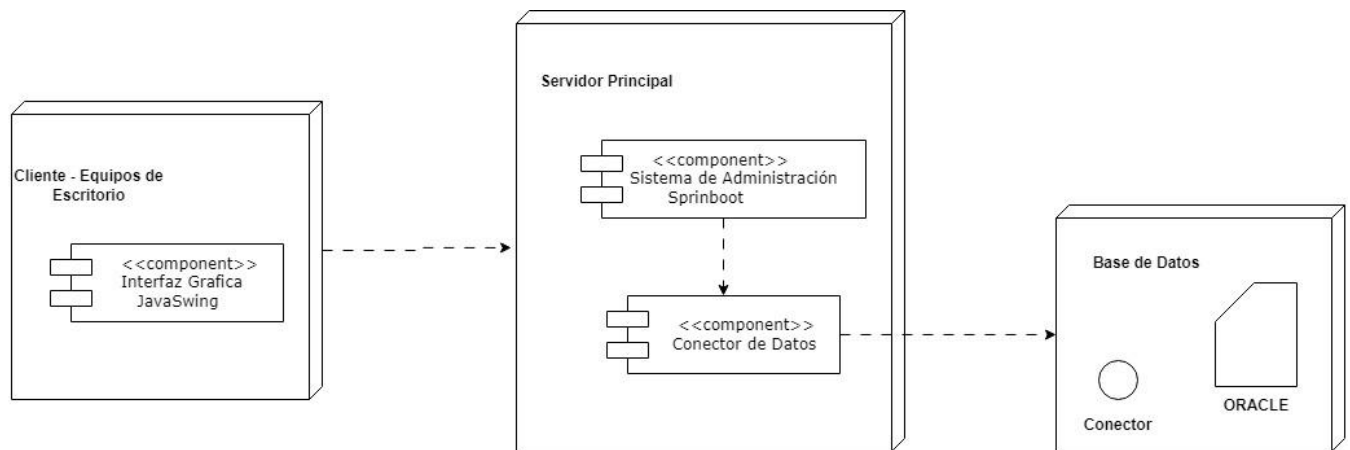 Cliente - Equipos de
Escritorio
<<component>>
Interfaz Grafica
JavaSwing
Servidor Principal
<<component>>
Sistema de Administración
Sprinboot
<<component>>
Conector de Datos
Base de Datos
Conector
ORACLE